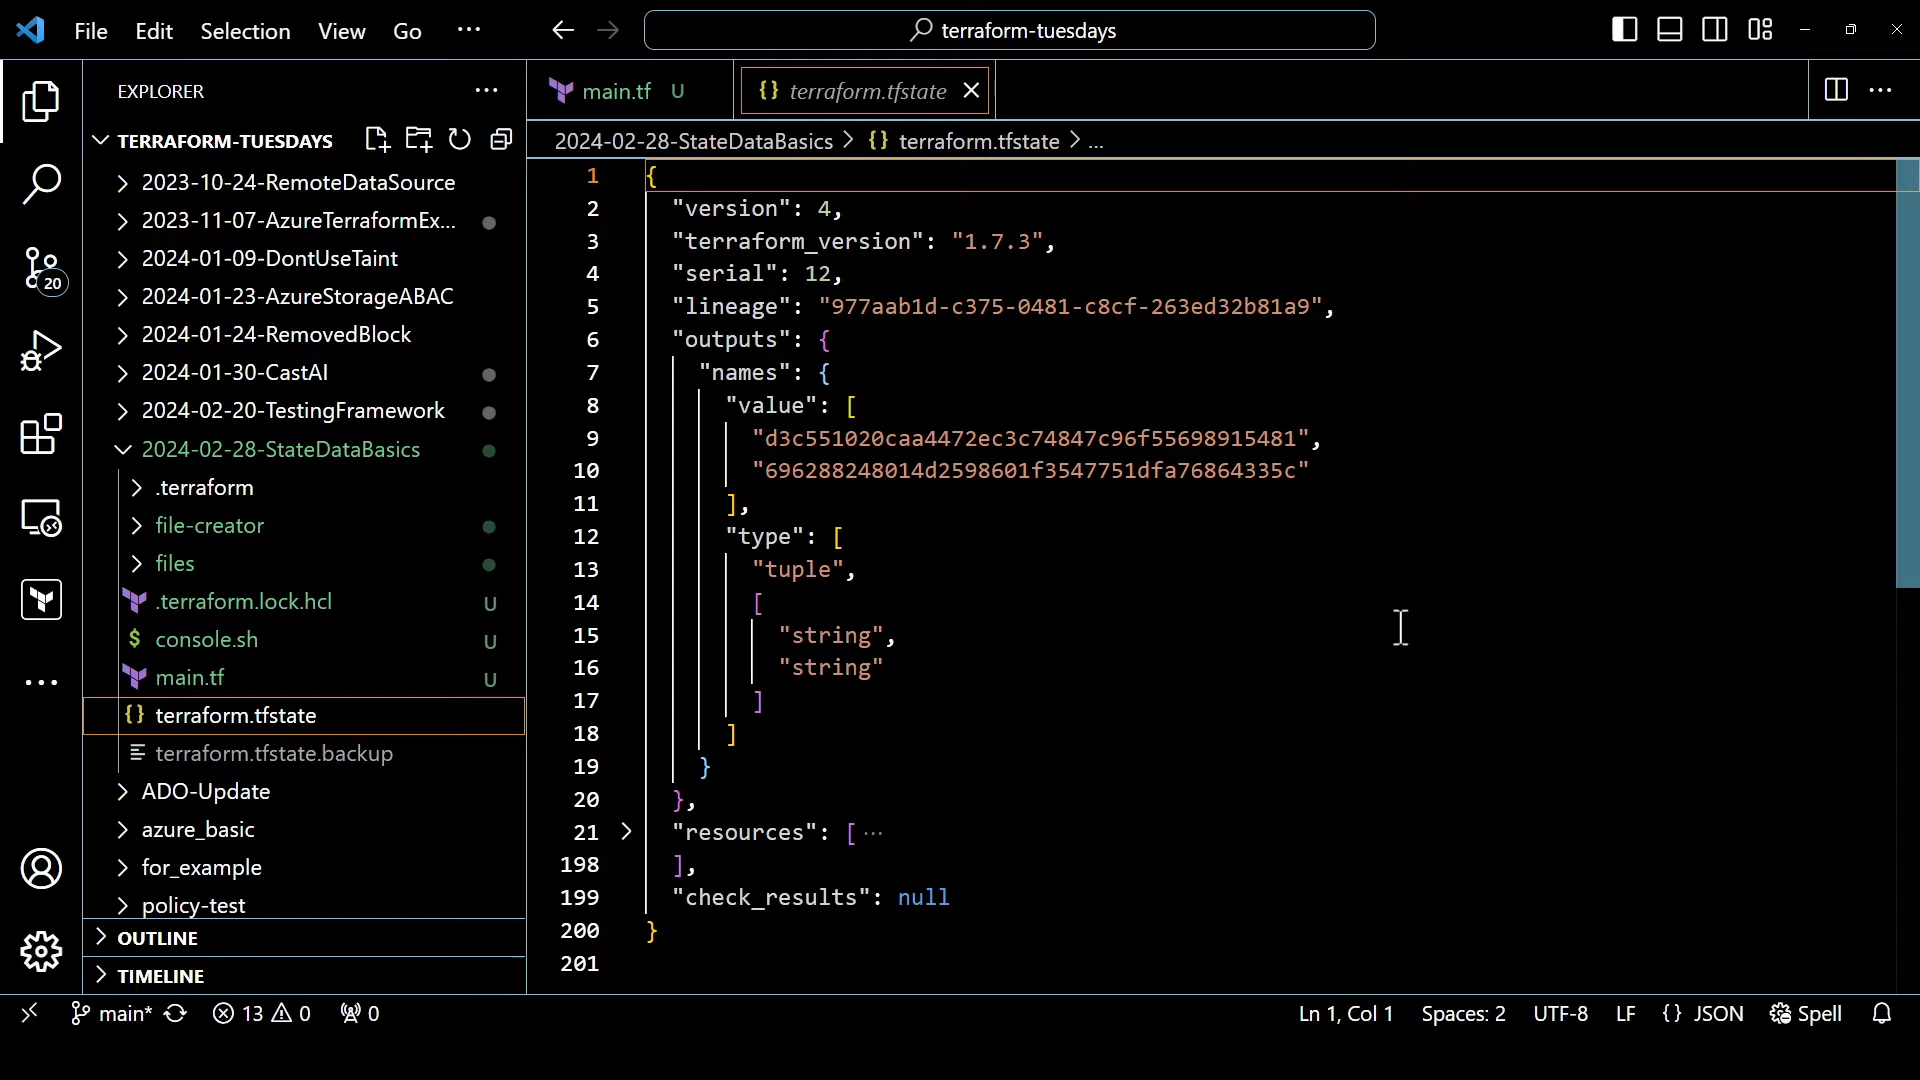 File Edit Selection View Go ···
terraform-tuesdays
EXPLORER
TERRAFORM-TUESDAYS
2023-10-24-RemoteDataSource
2023-11-07-AzureTerraformEx...
2024-01-09-DontUseTaint
2024-01-23-AzureStorageABAC
2024-01-24-RemovedBlock
2024-01-30-CastAI
2024-02-20-TestingFramework
2024-02-28-StateDataBasics
.terraform
file-creator
files
.terraform.lock.hcl U
$ console.sh U
main.tf U
{} terraform.tfstate
terraform.tfstate.backup
ADO-Update
azure_basic
for_example
policy-test
OUTLINE
TIMELINE
20
main.tf U
{} terraform.tfstate
2024-02-28-StateDataBasics > {} terraform.tfstate > ...
1 {
2 "version": 4,
3 "terraform_version": "1.7.3",
4 "serial": 12,
5 "lineage": "977aab1d-c375-0481-c8cf-263ed32b81a9",
6 "outputs": {
7 "names": {
8 "value": [
9 "d3c551020caa4472ec3c74847c96f55698915481",
10 "696288248014d2598601f3547751dfa76864335c"
11 ],
12 "type": [
13 "tuple",
14 [
15 "string",
16 "string"
17 ]
18 ]
19 }
20 },
21 "resources": [ ···
198 ],
199 "check_results": null
200 }
201
main* 13 0 0
Ln 1, Col 1 Spaces: 2 UTF-8 LF {} JSON Spell